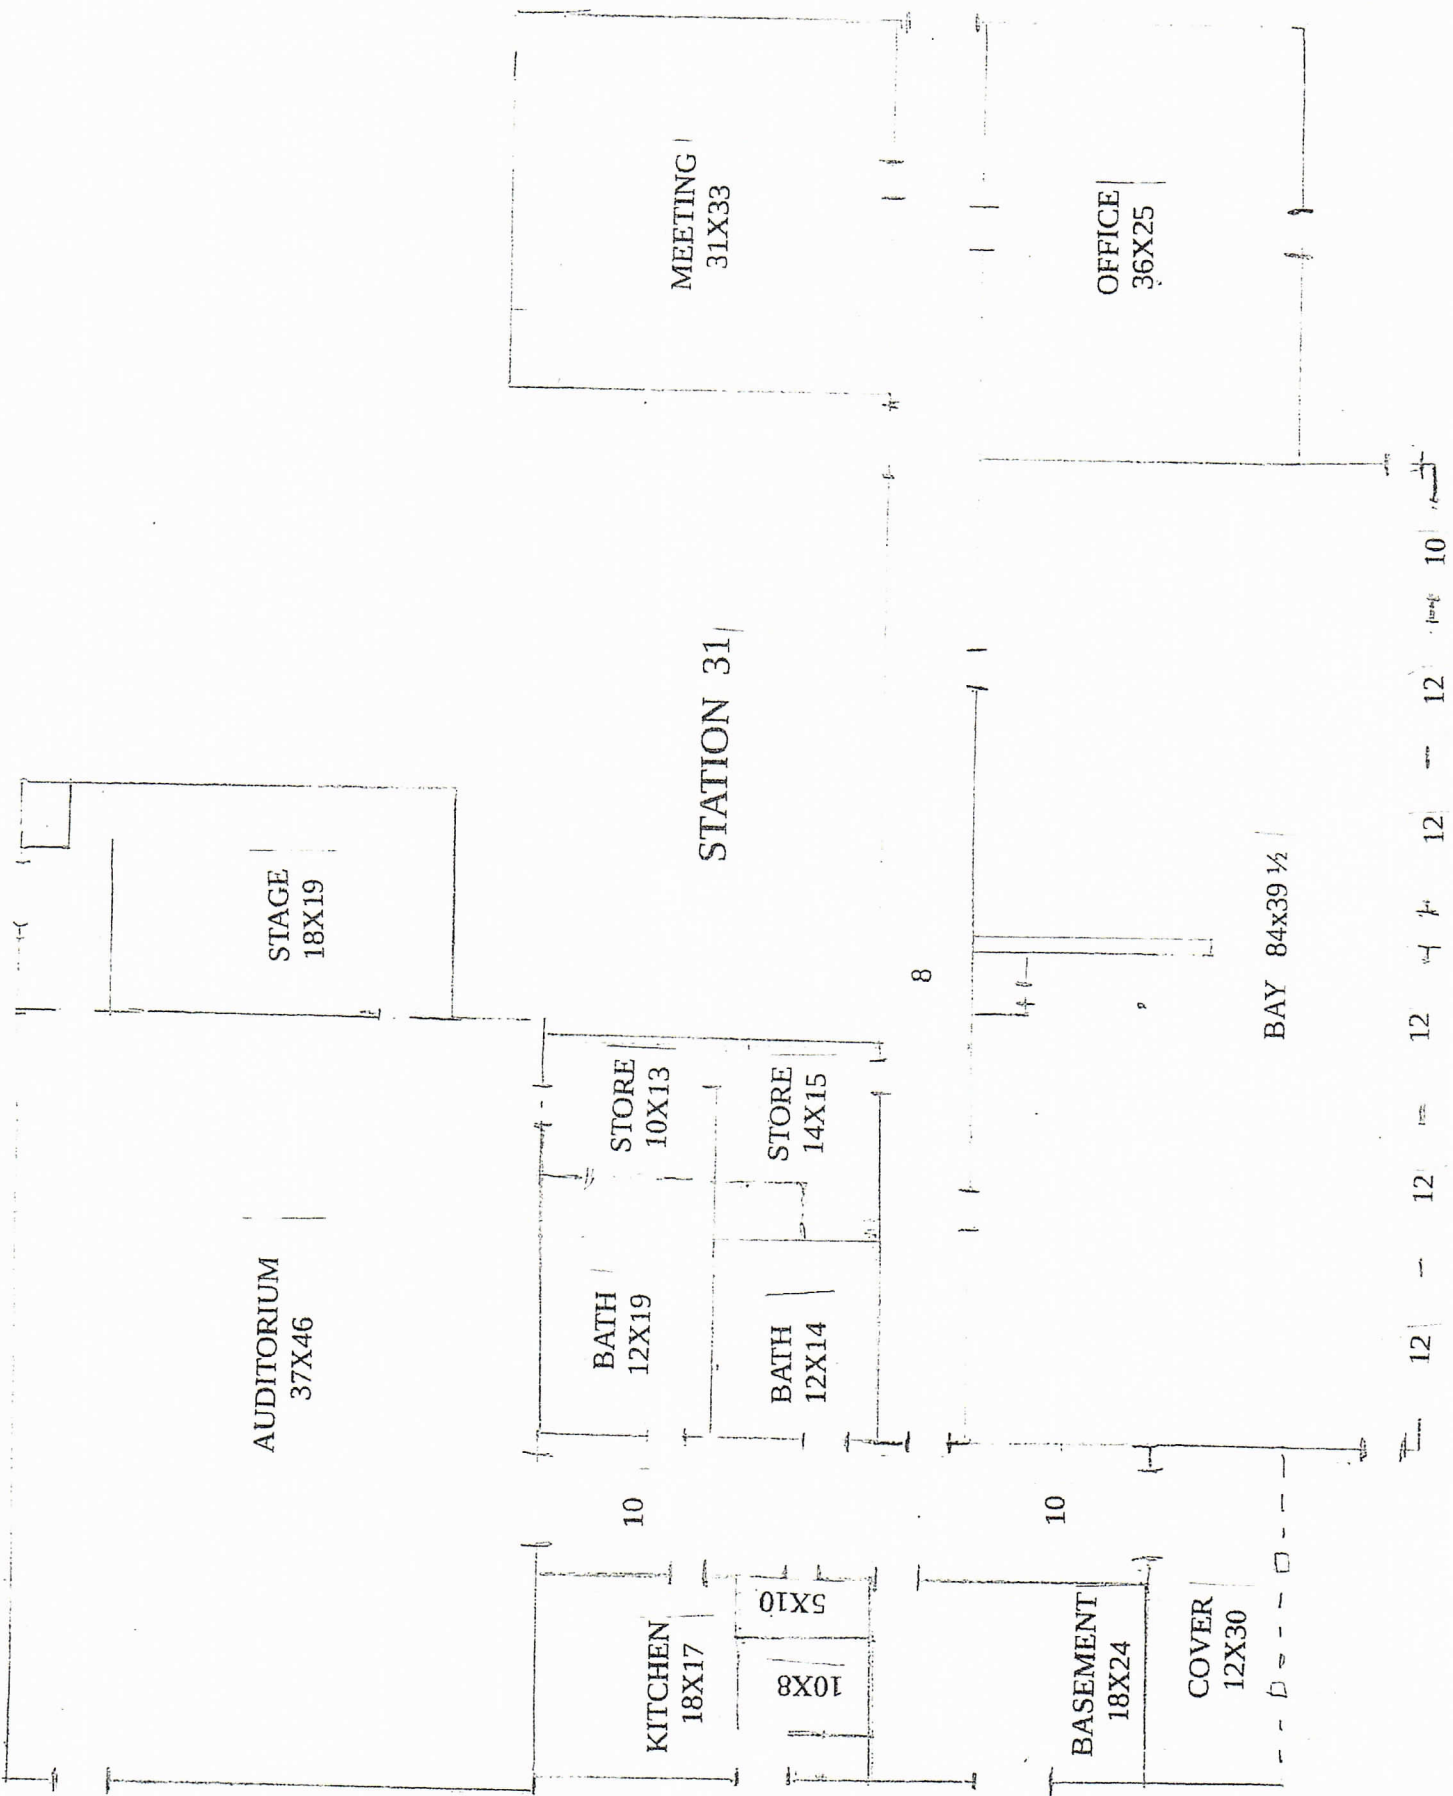 AUDITORIUM
37X46
STAGE
18X19
KITCHEN
18X17
10X8
5X10
10
BATH
12X19
BATH
12X14
STORE
10X13
STORE
14X15
STATION 31
MEETING
31X33
8
BASEMENT
18X24
COVER
12X30
10
BAY 84x39 ½
OFFICE
36X25
12
12
12
12
12
10